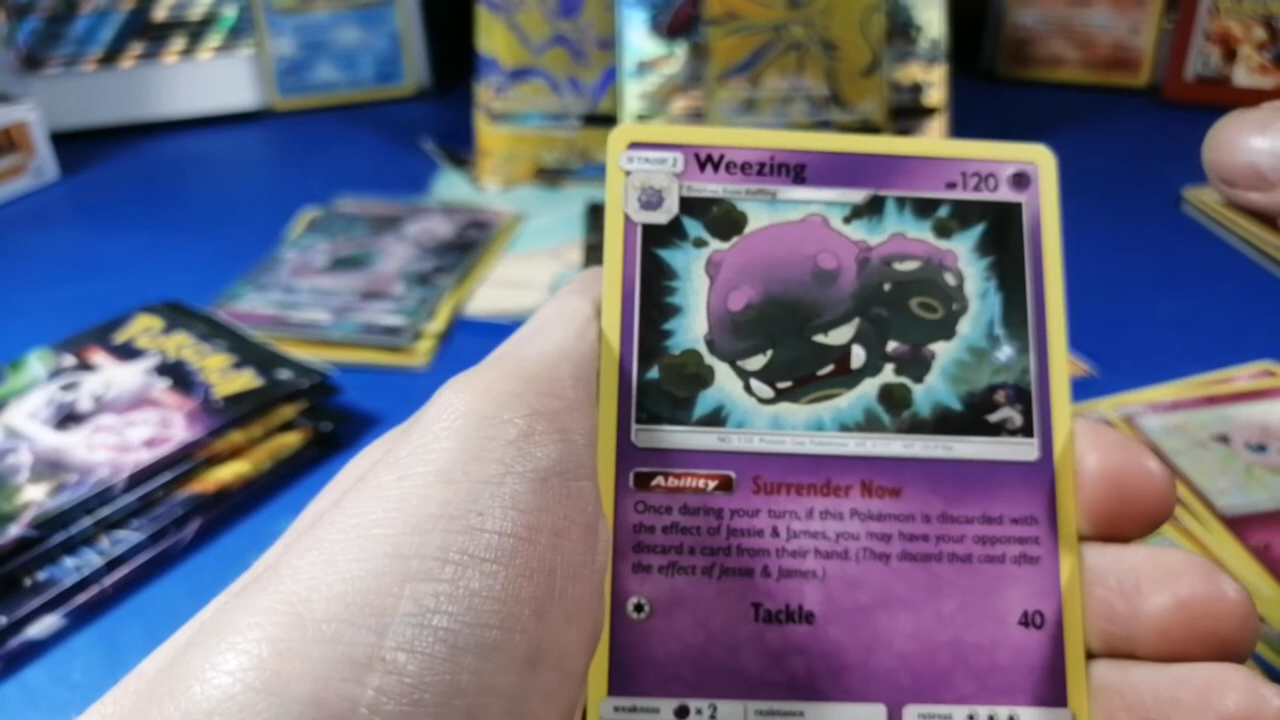 POKÉMON
STAGE 1
Weezing
HP 120
Evolves from Koffing
Ability
Surrender Now
Once during your turn, if this Pokémon is discarded with
the effect of Jessie & James, you may have your opponent
discard a card from their hand. (They discard that card after
the effect of Jessie & James.)
Tackle 40
weakness ×2 resistance retreat